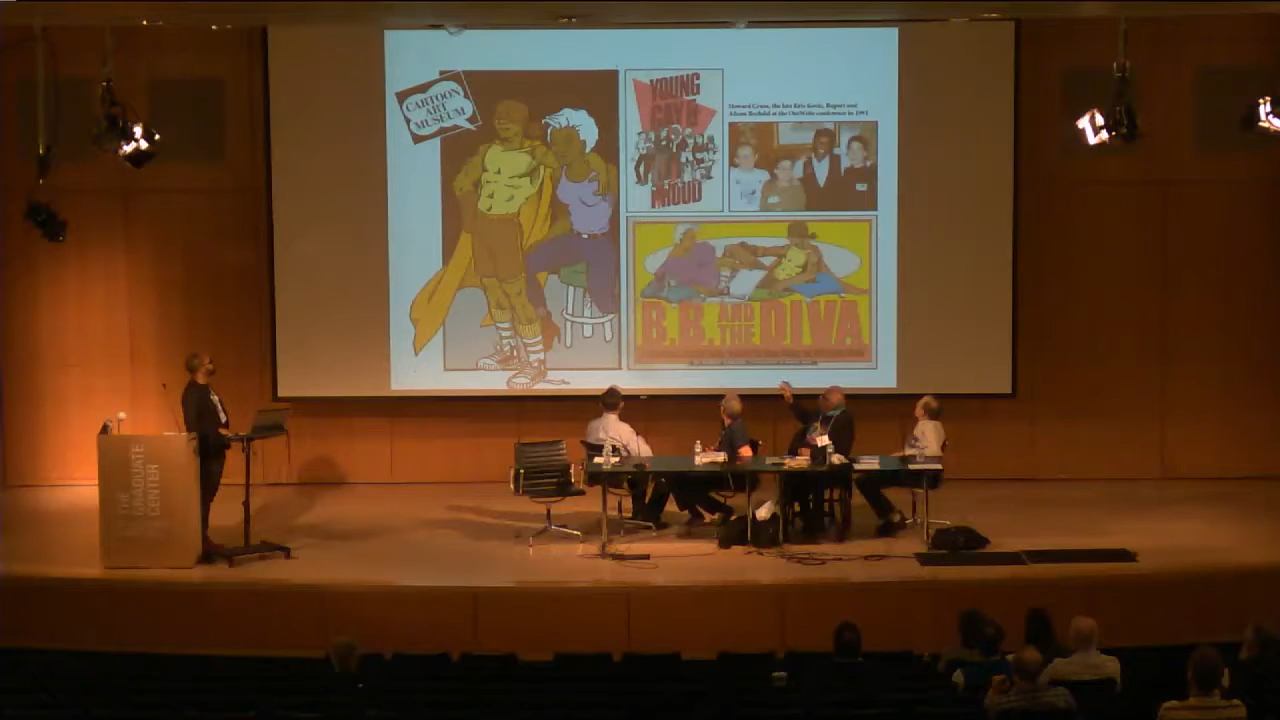 CARTOON
ART
MUSEUM
YOUNG
GAY &
PROUD
Howard Cruse, the late Kris Kovic, Rupert and
Alison Bechdel at the OutWrite conference in 1991
B.B. AND THE DIVA
THE
GRADUATE
CENTER